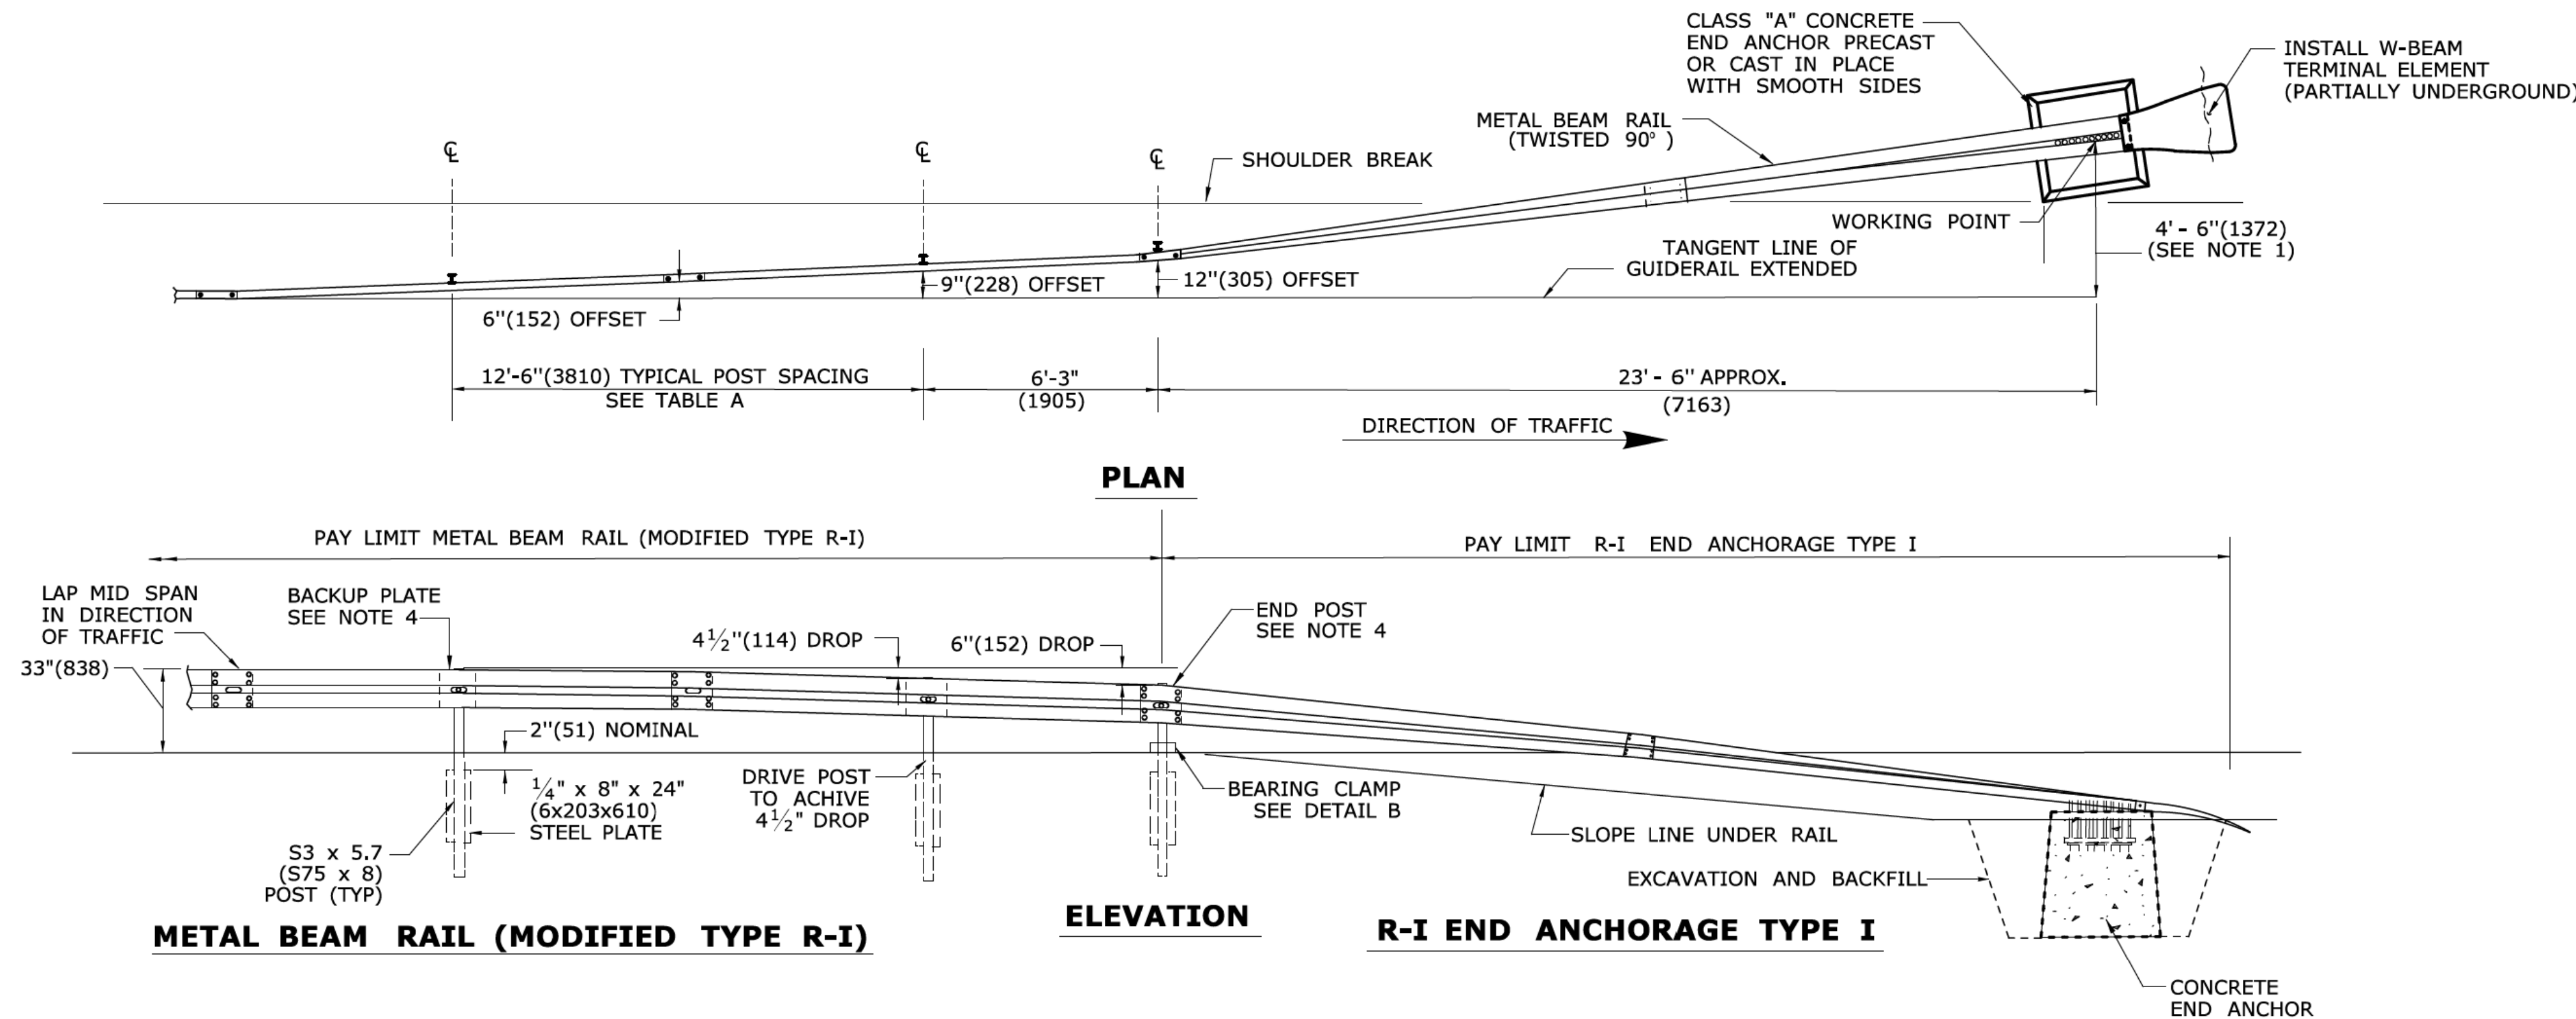 CLASS "A" CONCRETE
END ANCHOR PRECAST
OR CAST IN PLACE
WITH SMOOTH SIDES
INSTALL W-BEAM
TERMINAL ELEMENT
(PARTIALLY UNDERGROUND)
METAL BEAM RAIL
(TWISTED 90°)
℄
℄
℄
SHOULDER BREAK
WORKING POINT
4'-6"(1372)
(SEE NOTE 1)
TANGENT LINE OF
GUIDERAIL EXTENDED
9"(228) OFFSET
12"(305) OFFSET
6"(152) OFFSET
12'-6"(3810) TYPICAL POST SPACING
SEE TABLE A
6'-3"
(1905)
23'-6" APPROX.
(7163)
DIRECTION OF TRAFFIC
PLAN
PAY LIMIT METAL BEAM RAIL (MODIFIED TYPE R-I)
PAY LIMIT R-I END ANCHORAGE TYPE I
LAP MID SPAN
IN DIRECTION
OF TRAFFIC
BACKUP PLATE
SEE NOTE 4
4½"(114) DROP
6"(152) DROP
END POST
SEE NOTE 4
33"(838)
2"(51) NOMINAL
¼" x 8" x 24"
(6x203x610)
STEEL PLATE
DRIVE POST
TO ACHIVE
4½" DROP
BEARING CLAMP
SEE DETAIL B
SLOPE LINE UNDER RAIL
S3 x 5.7
(S75 x 8)
POST (TYP)
EXCAVATION AND BACKFILL
METAL BEAM RAIL (MODIFIED TYPE R-I)
ELEVATION
R-I END ANCHORAGE TYPE I
CONCRETE
END ANCHOR